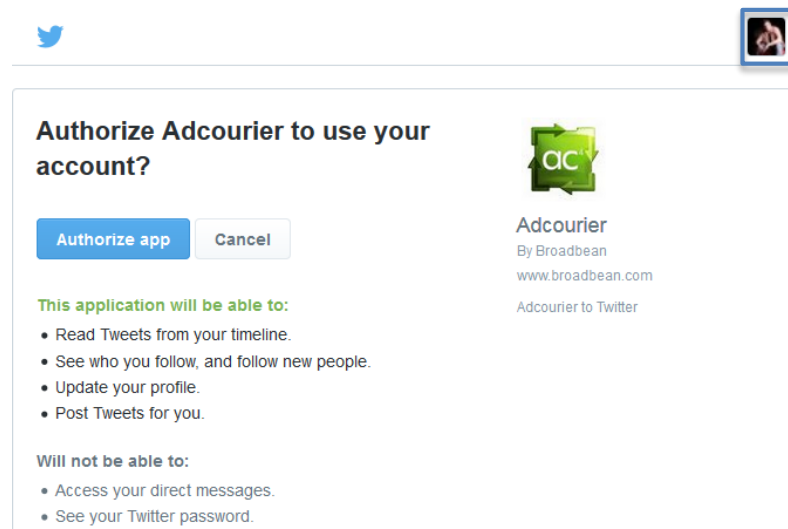 Authorize Adcourier to use your
account?
Authorize app
Cancel
This application will be able to:
• Read Tweets from your timeline.
• See who you follow, and follow new people.
• Update your profile.
• Post Tweets for you.
Will not be able to:
• Access your direct messages.
• See your Twitter password.
ac
Adcourier
By Broadbean
www.broadbean.com
Adcourier to Twitter